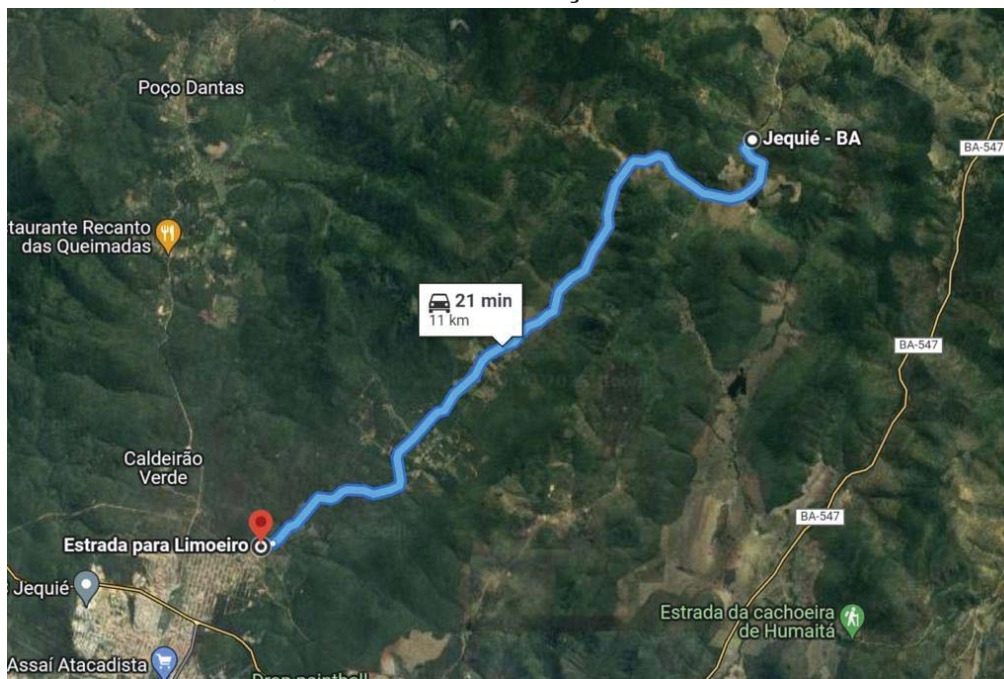 Poço Dantas
Jequié - BA
BA-547
Restaurante Recanto
das Queimadas
21 min
11 km
BA-547
Caldeirão
Verde
BA-547
Estrada para Limoeiro
Jequié
Estrada da cachoeira
de Humaitá
Assaí Atacadista